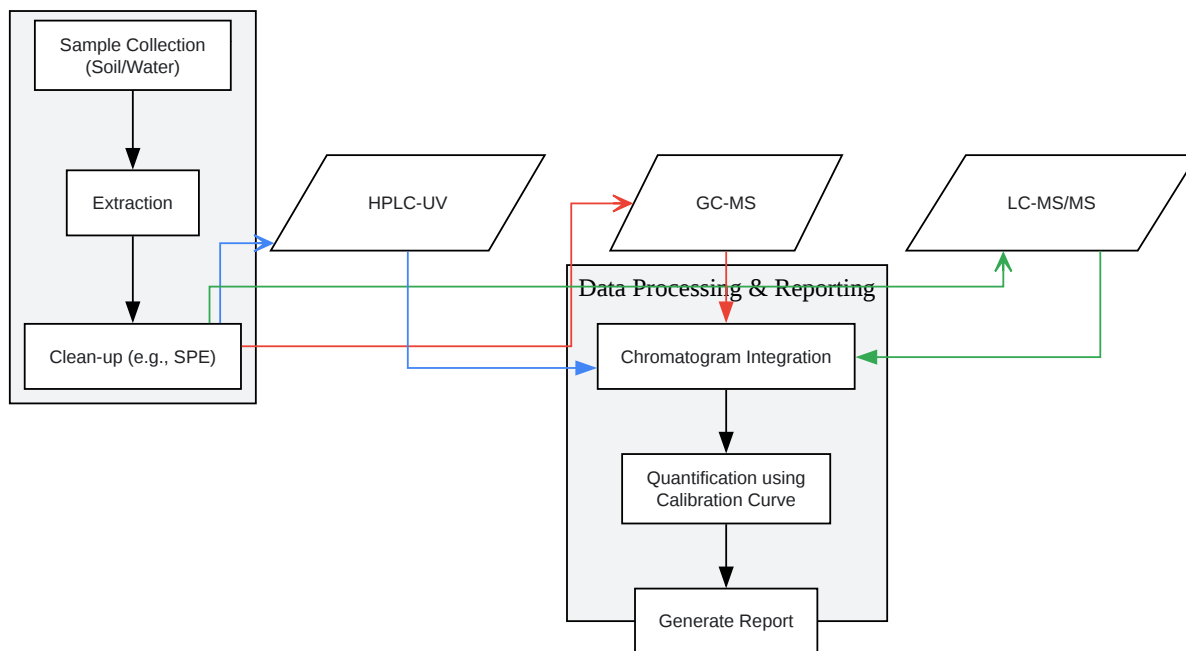 Sample Collection
(Soil/Water)
Extraction
HPLC-UV
GC-MS
LC-MS/MS
Data Processing & Reporting
Clean-up (e.g., SPE)
Chromatogram Integration
Quantification using
Calibration Curve
Generate Report